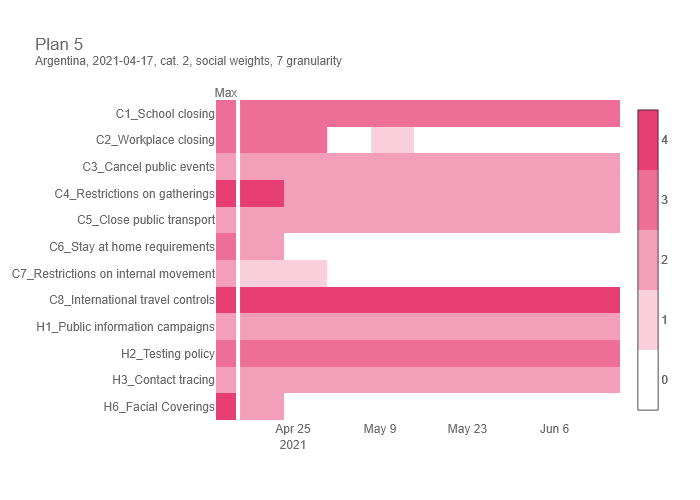 Plan 5
Argentina, 2021-04-17, cat. 2, social weights, 7 granularity
Max
C1_School closing
C2_Workplace closing
C3_Cancel public events
C4_Restrictions on gatherings
C5_Close public transport
C6_Stay at home requirements
C7_Restrictions on internal movement
C8_International travel controls
H1_Public information campaigns
H2_Testing policy
H3_Contact tracing
H6_Facial Coverings
Apr 25 May 9 May 23 Jun 6
2021
4
3
2
1
0